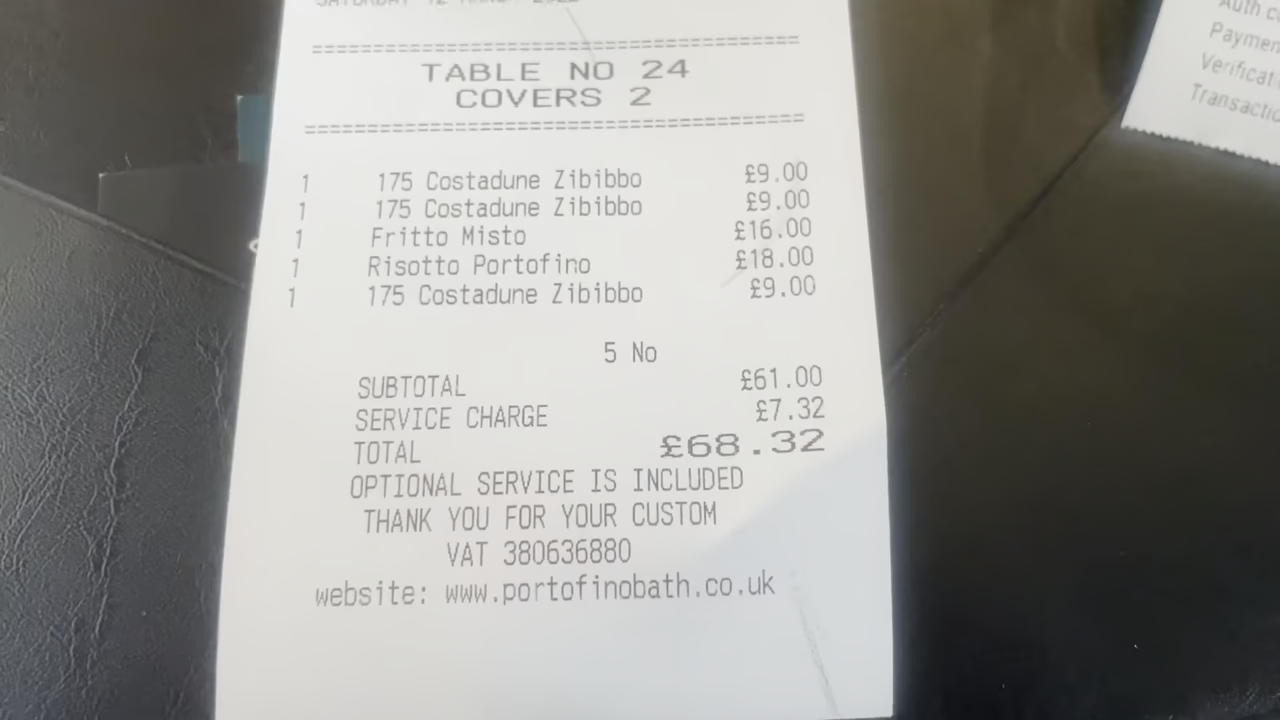 SATURDAY 12
==========================================
TABLE NO 24
COVERS 2
==========================================
1 175 Costadune Zibibbo £9.00
1 175 Costadune Zibibbo £9.00
1 Fritto Misto £16.00
1 Risotto Portofino £18.00
1 175 Costadune Zibibbo £9.00
5 No
SUBTOTAL £61.00
SERVICE CHARGE £7.32
TOTAL £68.32
OPTIONAL SERVICE IS INCLUDED
THANK YOU FOR YOUR CUSTOM
VAT 380636880
website: www.portofinobath.co.uk
Auth